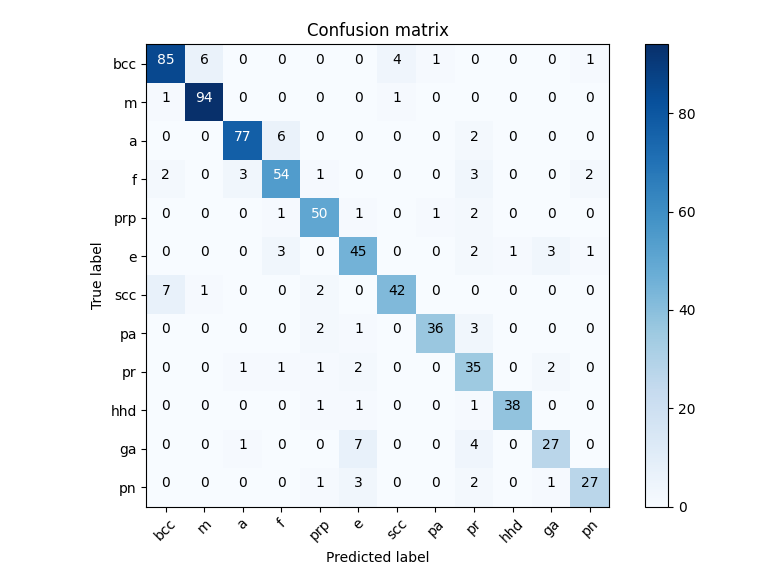 Confusion matrix
bcc 85 6 0 0 0 0 4 1 0 0 0 1
m 1 94 0 0 0 0 1 0 0 0 0 0
a 0 0 77 6 0 0 0 0 2 0 0 0
f 2 0 3 54 1 0 0 0 3 0 0 2
prp 0 0 0 1 50 1 0 1 2 0 0 0
e 0 0 0 3 0 45 0 0 2 1 3 1
scc 7 1 0 0 2 0 42 0 0 0 0 0
pa 0 0 0 0 2 1 0 36 3 0 0 0
pr 0 0 1 1 1 2 0 0 35 0 2 0
hhd 0 0 0 0 1 1 0 0 1 38 0 0
ga 0 0 1 0 0 7 0 0 4 0 27 0
pn 0 0 0 0 1 3 0 0 2 0 1 27
bcc m a f prp e scc pa pr hhd ga pn
True label
Predicted label
80
60
40
20
0